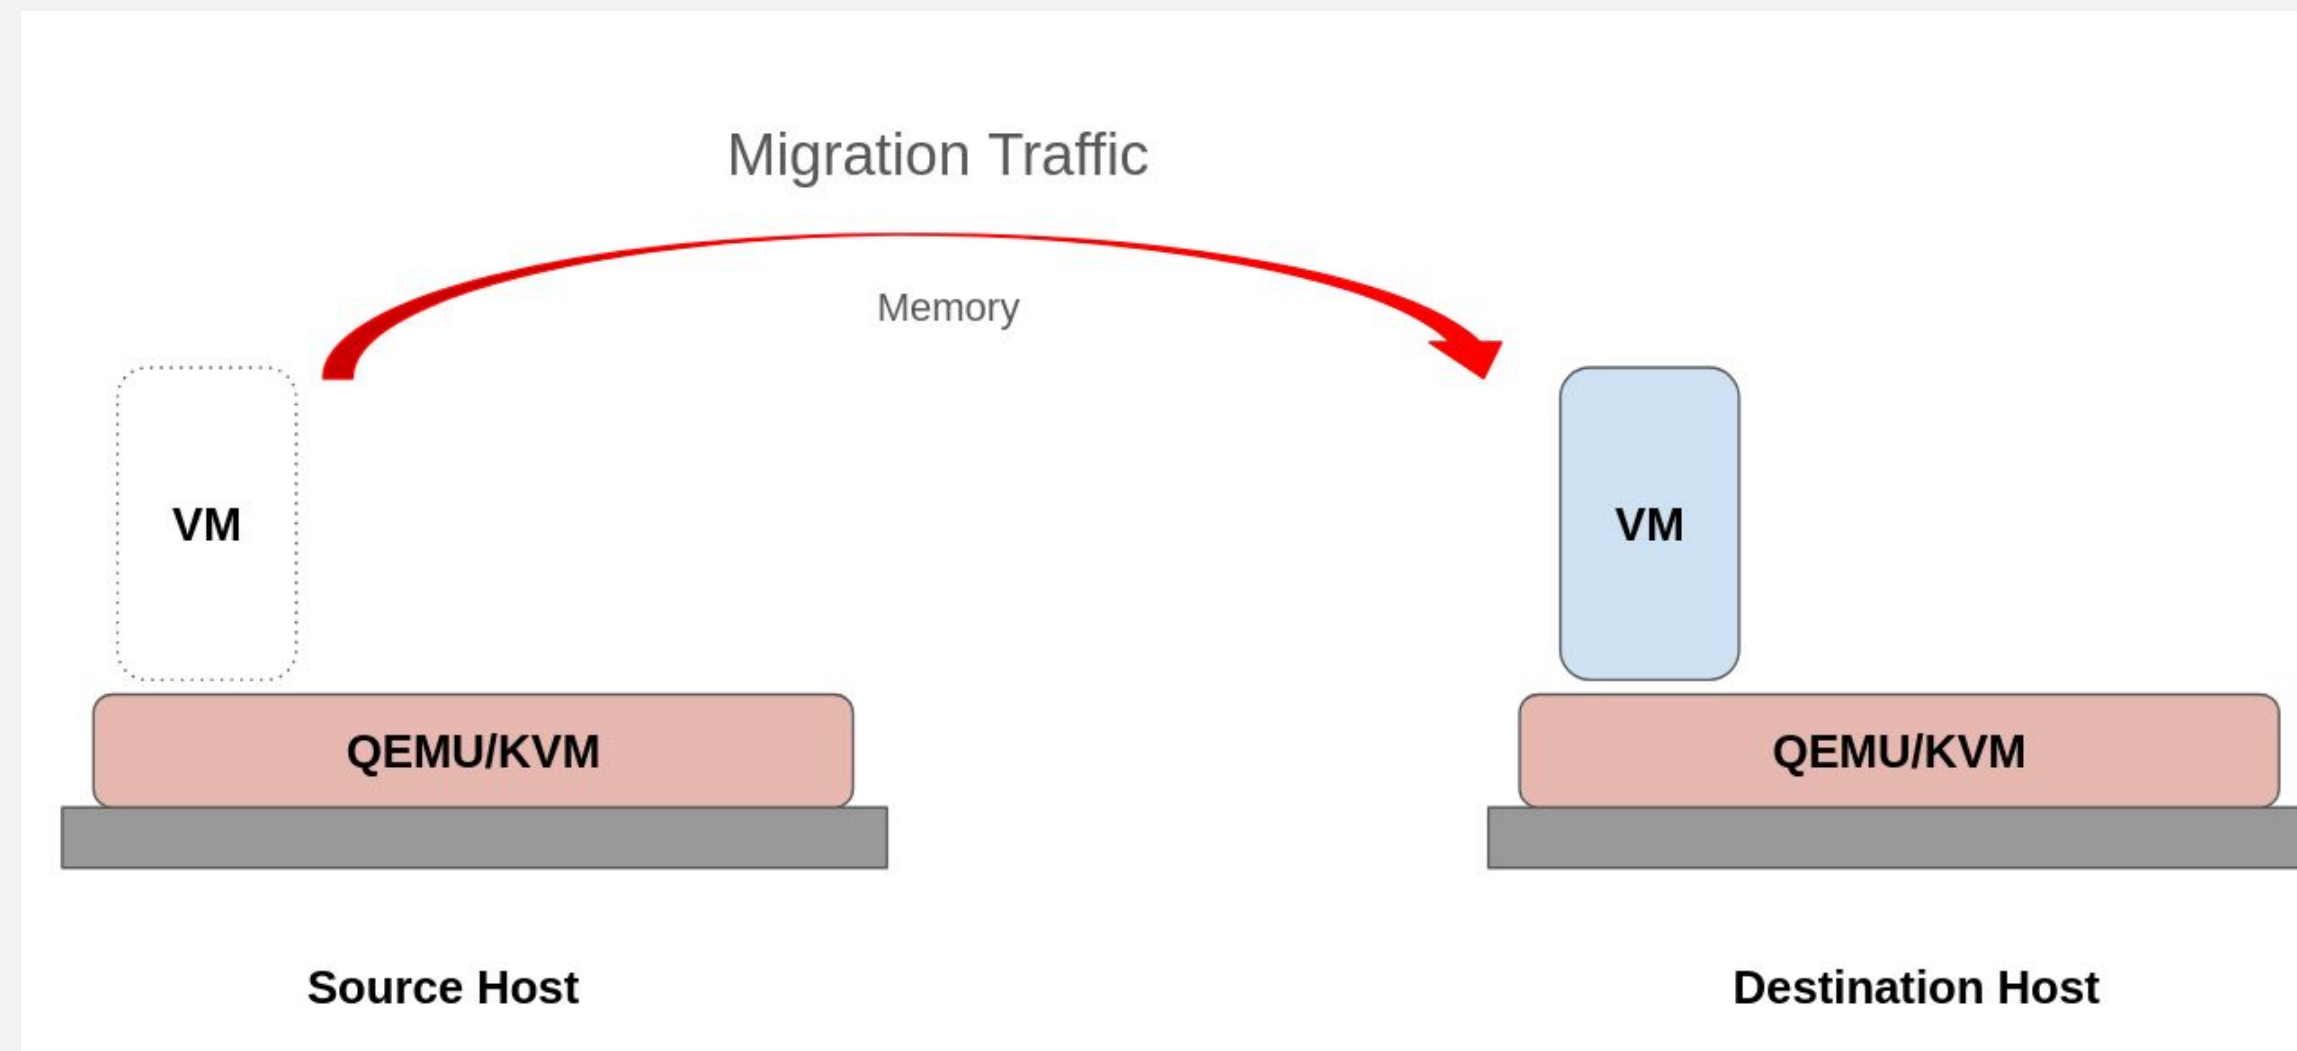 Migration Traffic
Memory
VM
VM
QEMU/KVM
QEMU/KVM
Source Host
Destination Host